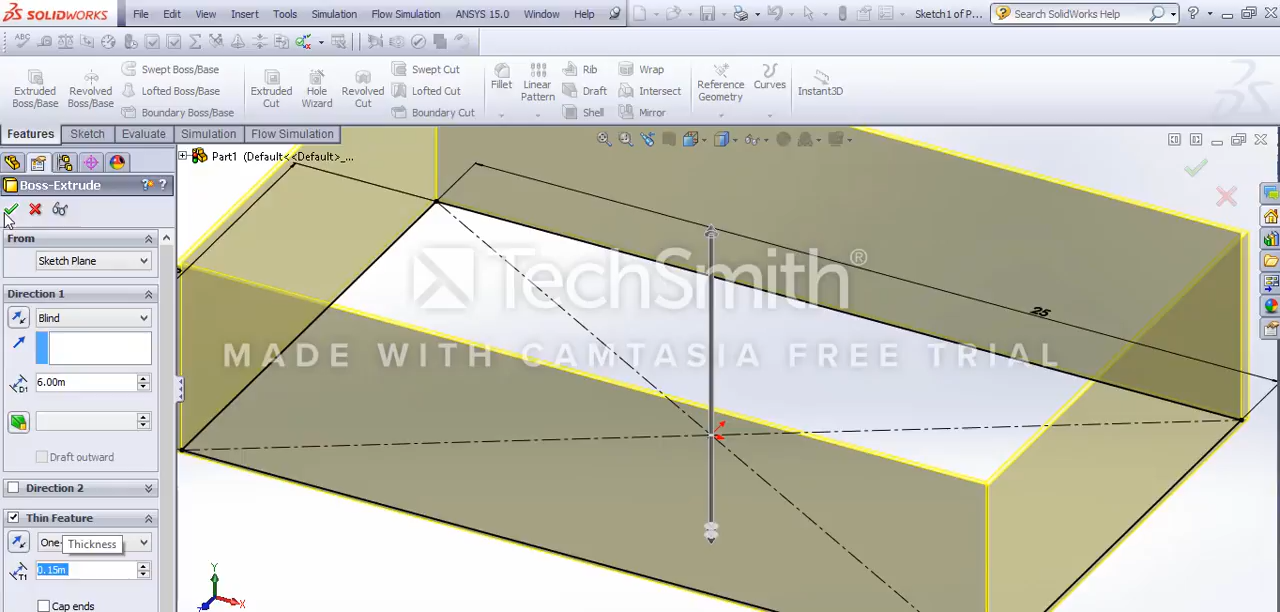 SOLIDWORKS File Edit View Insert Tools Simulation Flow Simulation ANSYS 15.0 Window Help Sketch1 of P... Search SolidWorks Help
Extruded Boss/Base
Revolved Boss/Base
Swept Boss/Base
Lofted Boss/Base
Boundary Boss/Base
Extruded Cut
Hole Wizard
Revolved Cut
Swept Cut
Lofted Cut
Boundary Cut
Fillet
Linear Pattern
Rib
Draft
Shell
Wrap
Intersect
Mirror
Reference Geometry
Curves
Instant3D
Features Sketch Evaluate Simulation Flow Simulation
Part1 (Default<<Default>_...
Boss-Extrude
From
Sketch Plane
Direction 1
Blind
6.00m
Draft outward
Direction 2
Thin Feature
One-
Thickness
0.15m
Cap ends
25
TechSmith®
MADE WITH CAMTASIA FREE TRIAL
Y
X
Z